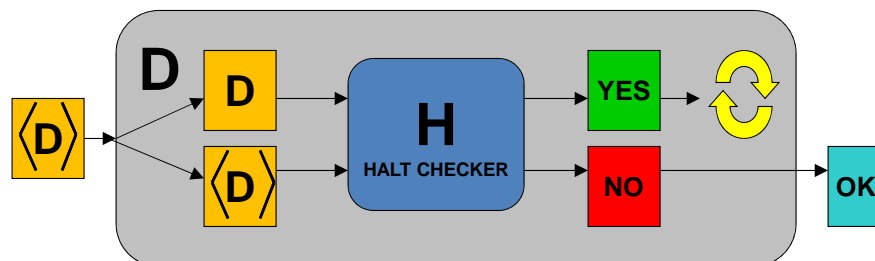 ⟨D⟩
D
D
⟨D⟩
H
HALT CHECKER
YES
NO
OK